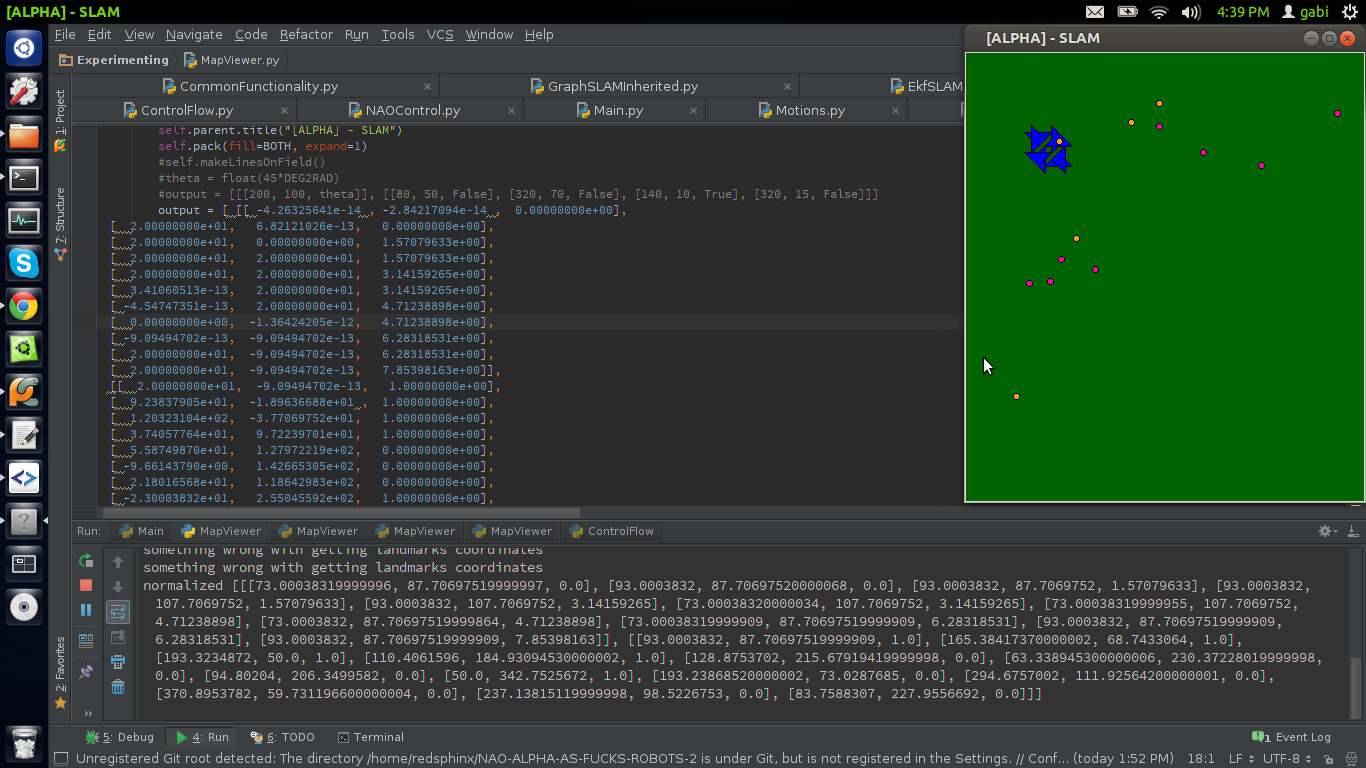 [ALPHA] - SLAM
4:39 PM gabi
File Edit View Navigate Code Refactor Run Tools VCS Window Help
[ALPHA] - SLAM
Experimenting MapViewer.py
CommonFunctionality.py GraphSLAMInherited.py EkfSLAM
ControlFlow.py NAOControl.py Main.py Motions.py
1: Project
7: Structure
2: Favorites
self.parent.title("[ALPHA] - SLAM")
self.pack(fill=BOTH, expand=1)
#self.makeLinesOnField()
#theta = float(45*DEG2RAD)
#output = [[[200, 100, theta]], [[80, 50, False], [320, 70, False], [140, 10, True], [320, 15, False]]]
output = [ [[ -4.26325641e-14 , -2.84217094e-14 , 0.00000000e+00],
[ 2.00000000e+01, 6.82121026e-13, 0.00000000e+00],
[ 2.00000000e+01, 0.00000000e+00, 1.57079633e+00],
[ 2.00000000e+01, 2.00000000e+01, 1.57079633e+00],
[ 2.00000000e+01, 2.00000000e+01, 3.14159265e+00],
[ 3.41060513e-13, 2.00000000e+01, 3.14159265e+00],
[ -4.54747351e-13, 2.00000000e+01, 4.71238898e+00],
[ 0.00000000e+00, -1.36424205e-12, 4.71238898e+00],
[ -9.09494702e-13, -9.09494702e-13, 6.28318531e+00],
[ 2.00000000e+01, -9.09494702e-13, 6.28318531e+00],
[ 2.00000000e+01, -9.09494702e-13, 7.85398163e+00]],
[[ 2.00000000e+01, -9.09494702e-13, 1.00000000e+00],
[ 9.23837905e+01, -1.89636688e+01 , 1.00000000e+00],
[ 1.20323104e+02, -3.77069752e+01, 1.00000000e+00],
[ 3.74057764e+01, 9.72239701e+01, 1.00000000e+00],
[ 5.58749870e+01, 1.27972219e+02, 0.00000000e+00],
[ -9.66143790e+00, 1.42665305e+02, 0.00000000e+00],
[ 2.18016568e+01, 1.18642983e+02, 0.00000000e+00],
[ -2.30003832e+01, 2.55045592e+02, 1.00000000e+00],
Run: Main MapViewer MapViewer MapViewer MapViewer ControlFlow
something wrong with getting landmarks coordinates
something wrong with getting landmarks coordinates
normalized [[[73.00038319999996, 87.70697519999997, 0.0], [93.0003832, 87.70697520000068, 0.0], [93.0003832, 87.7069752, 1.57079633], [93.0003832,
107.7069752, 1.57079633], [93.0003832, 107.7069752, 3.14159265], [73.00038320000034, 107.7069752, 3.14159265], [73.00038319999955, 107.7069752,
4.71238898], [73.0003832, 87.70697519999864, 4.71238898], [73.00038319999909, 87.70697519999909, 6.28318531], [93.0003832, 87.70697519999909,
6.28318531], [93.0003832, 87.70697519999909, 7.85398163]], [[93.0003832, 87.70697519999909, 1.0], [165.38417370000002, 68.7433064, 1.0],
[193.3234872, 50.0, 1.0], [110.4061596, 184.93094530000002, 1.0], [128.8753702, 215.67919419999998, 0.0], [63.338945300000006, 230.37228019999998,
0.0], [94.80204, 206.3499582, 0.0], [50.0, 342.7525672, 1.0], [193.23868520000002, 73.0287685, 0.0], [294.6757002, 111.92564200000001, 0.0],
[370.8953782, 59.731196600000004, 0.0], [237.13815119999998, 98.5226753, 0.0], [83.7588307, 227.9556692, 0.0]]]
5: Debug 4: Run 6: TODO Terminal 1 Event Log
Unregistered Git root detected: The directory /home/redsphinx/NAO-ALPHA-AS-FUCKS-ROBOTS-2 is under Git, but is not registered in the Settings. // Conf... (today 1:52 PM) 18:1 LF UTF-8